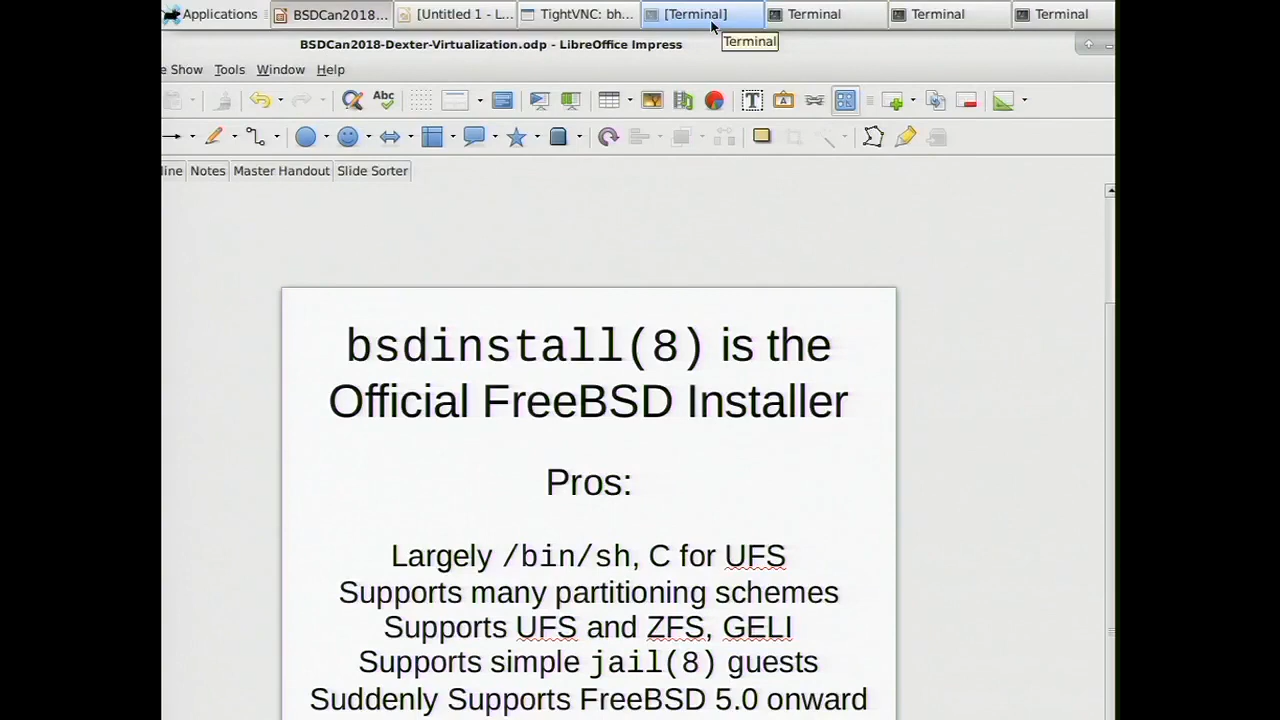 Applications
BSDCan2018...
[Untitled 1 - L...
TightVNC: bh...
[Terminal]
Terminal
Terminal
Terminal
Terminal
BSDCan2018-Dexter-Virtualization.odp - LibreOffice Impress
e Show Tools Window Help
Abc
T
A
line Notes Master Handout Slide Sorter
bsdinstall(8) is the
Official FreeBSD Installer
Pros:
Largely /bin/sh, C for UFS
Supports many partitioning schemes
Supports UFS and ZFS, GELI
Supports simple jail(8) guests
Suddenly Supports FreeBSD 5.0 onward